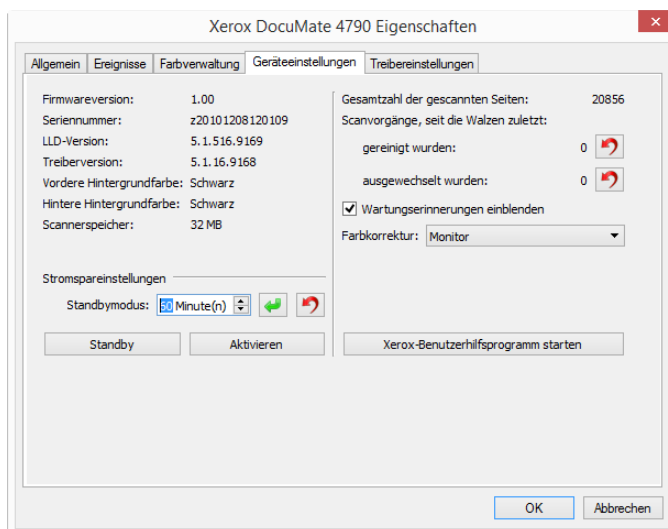 Xerox DocuMate 4790 Eigenschaften
Allgemein Ereignisse Farbverwaltung Geräteeinstellungen Treibereinstellungen
Firmwareversion: 1.00
Seriennummer: z20101208120109
LLD-Version: 5.1.516.9169
Treiberversion: 5.1.16.9168
Vordere Hintergrundfarbe: Schwarz
Hintere Hintergrundfarbe: Schwarz
Scannerspeicher: 32 MB
Stromspareinstellungen
Standbymodus: 60 Minute(n)
Standby Aktivieren
Gesamtzahl der gescannten Seiten: 20856
Scanvorgänge, seit die Walzen zuletzt:
gereinigt wurden: 0
ausgewechselt wurden: 0
Wartungserinnerungen einblenden
Farbkorrektur: Monitor
Xerox-Benutzerhilfsprogramm starten
OK Abbrechen